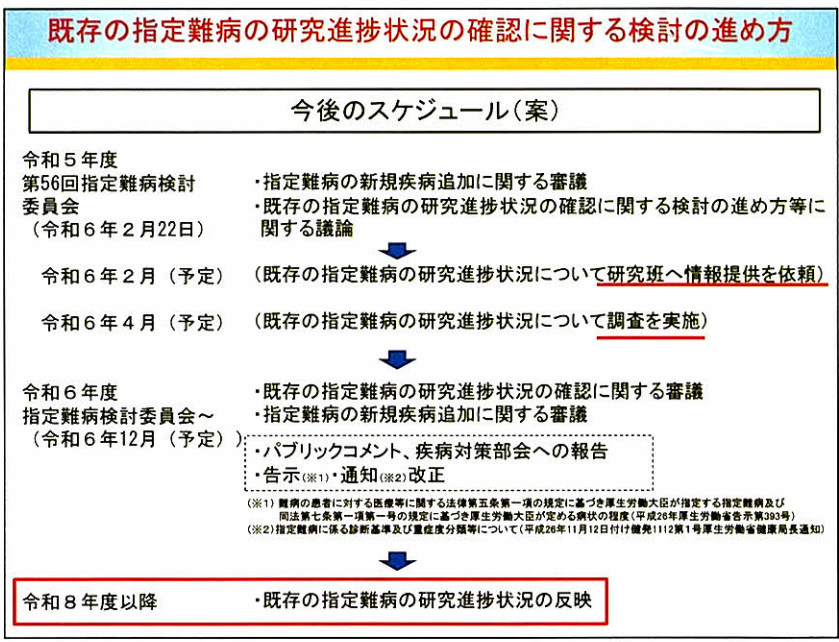 既存の指定難病の研究進捗状況の確認に関する検討の進め方
今後のスケジュール(案)
令和５年度
第56回指定難病検討
委員会
(令和６年２月22日)
・指定難病の新規疾病追加に関する審議
・既存の指定難病の研究進捗状況の確認に関する検討の進め方等に
関する議論
令和６年２月（予定） (既存の指定難病の研究進捗状況について研究班へ情報提供を依頼)
令和６年４月（予定） (既存の指定難病の研究進捗状況について調査を実施)
令和６年度
指定難病検討委員会～
（令和６年12月（予定））
・既存の指定難病の研究進捗状況の確認に関する審議
・指定難病の新規疾病追加に関する審議
・パブリックコメント、疾病対策部会への報告
・告示(※1)・通知(※2)改正
(※1) 難病の患者に対する医療等に関する法律第五条第一項の規定に基づき厚生労働大臣が指定する指定難病及び
同法第七条第一項第一号の規定に基づき厚生労働大臣が定める病状の程度(平成26年厚生労働省告示第393号)
(※2)指定難病に係る診断基準及び重症度分類等について(平成26年11月12日付け健発1112第1号厚生労働省健康局長通知)
令和８年度以降 ・既存の指定難病の研究進捗状況の反映